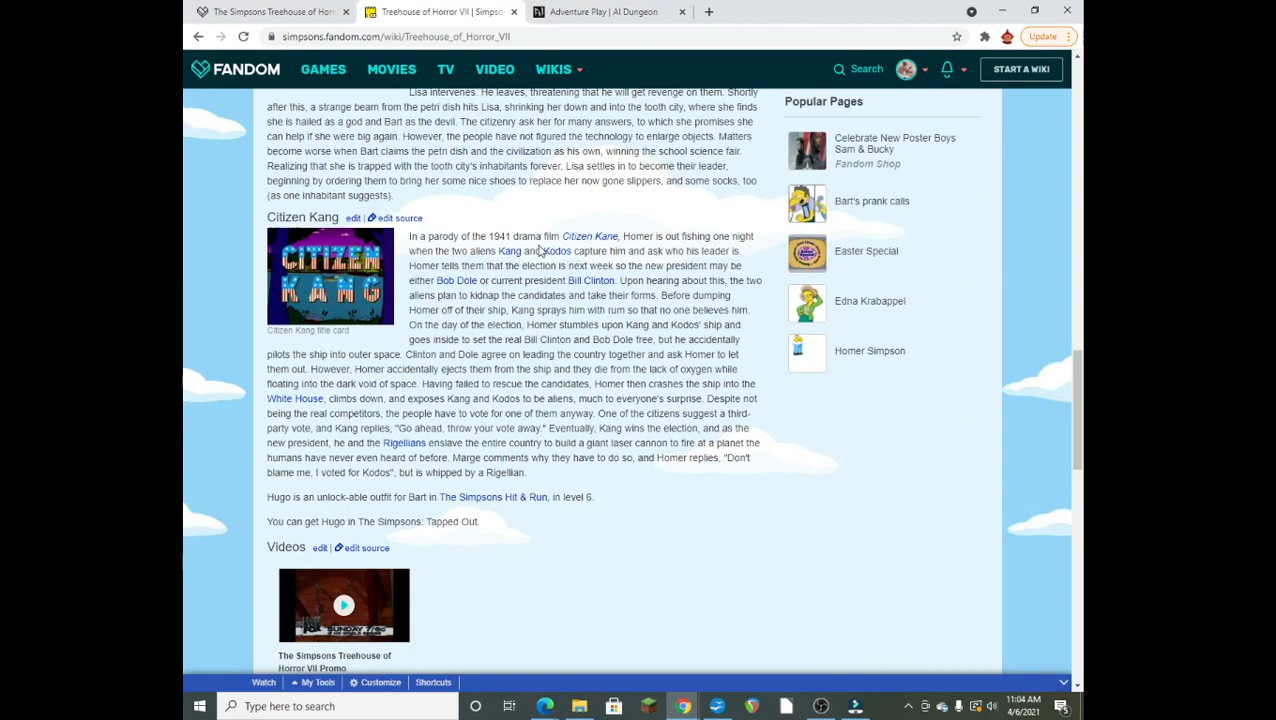 The Simpsons Treehouse of Horr
Treehouse of Horror VII | Simpso
Adventure Play | AI Dungeon
simpsons.fandom.com/wiki/Treehouse_of_Horror_VII
Update
FANDOM
GAMES
MOVIES
TV
VIDEO
WIKIS
Search
START A WIKI
Lisa intervenes. He leaves, threatening that he will get revenge on them. Shortly
after this, a strange beam from the petri dish hits Lisa, shrinking her down and into the tooth city, where she finds
she is hailed as a god and Bart as the devil. The citizenry ask her for many answers, to which she promises she
can help if she were big again. However, the people have not figured the technology to enlarge objects. Matters
become worse when Bart claims the petri dish and the civilization as his own, winning the school science fair.
Realizing that she is trapped with the tooth city's inhabitants forever, Lisa settles in to become their leader,
beginning by ordering them to bring her some nice shoes to replace her now gone slippers, and some socks, too
(as one inhabitant suggests).
Citizen Kang edit | edit source
CITIZEN
KANG
Citizen Kang title card
In a parody of the 1941 drama film Citizen Kane, Homer is out fishing one night
when the two aliens Kang and Kodos capture him and ask who his leader is.
Homer tells them that the election is next week so the new president may be
either Bob Dole or current president Bill Clinton. Upon hearing about this, the two
aliens plan to kidnap the candidates and take their forms. Before dumping
Homer off of their ship, Kang sprays him with rum so that no one believes him.
On the day of the election, Homer stumbles upon Kang and Kodos' ship and
goes inside to set the real Bill Clinton and Bob Dole free, but he accidentally
pilots the ship into outer space. Clinton and Dole agree on leading the country together and ask Homer to let
them out. However, Homer accidentally ejects them from the ship and they die from the lack of oxygen while
floating into the dark void of space. Having failed to rescue the candidates, Homer then crashes the ship into the
White House, climbs down, and exposes Kang and Kodos to be aliens, much to everyone's surprise. Despite not
being the real competitors, the people have to vote for one of them anyway. One of the citizens suggest a third-
party vote, and Kang replies, "Go ahead, throw your vote away." Eventually, Kang wins the election, and as the
new president, he and the Rigellians enslave the entire country to build a giant laser cannon to fire at a planet the
humans have never even heard of before. Marge comments why they have to do so, and Homer replies, "Don't
blame me, I voted for Kodos", but is whipped by a Rigellian.
Hugo is an unlock-able outfit for Bart in The Simpsons Hit & Run, in level 6.
You can get Hugo in The Simpsons: Tapped Out.
Videos edit | edit source
SUNDAY 7/6c
The Simpsons Treehouse of
Horror VII Promo
Popular Pages
Celebrate New Poster Boys
Sam & Bucky
Fandom Shop
Bart's prank calls
Easter Special
Edna Krabappel
Homer Simpson
Watch
My Tools
Customize
Shortcuts
Type here to search
11:04 AM
4/6/2021
5